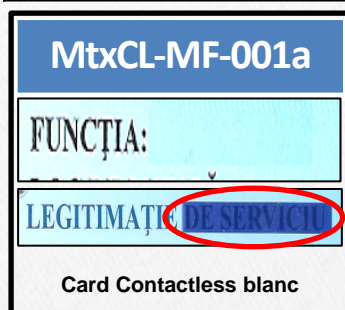 MtxCL-MF-001a
FUNCȚIA:
LEGITIMAȚIE DE SERVICIU
Card Contactless blanc